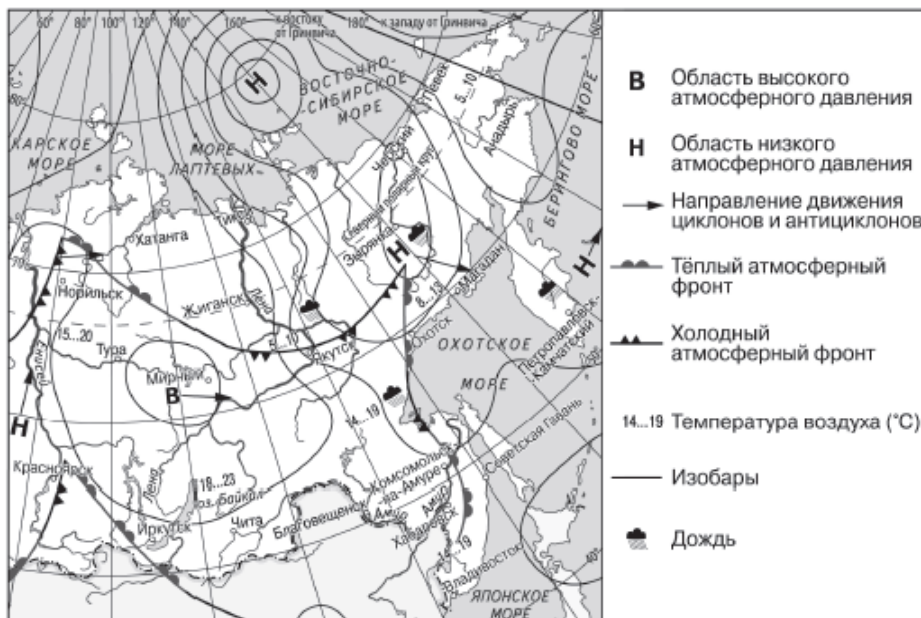 60° 80° 100° 120° 140° 160° к востоку от Гринвича 180° к западу от Гринвича
Н
ВОСТОЧНО-
-СИБИРСКОЕ
МОРЕ
КАРСКОЕ
МОРЕ
МОРЕ
ЛАПТЕВЫХ
Певек
5...10
Анадырь
БЕРИНГОВО МОРЕ
Черский
Северный полярный круг
Тикси
Хатанга
Зырянка
Н
Магадан
8...13
Норильск
Жиганск
Лена
15...20
Тура
5...10
Якутск
Охотск
Петропавловск-
-Камчатский
Н
ОХОТСКОЕ
МОРЕ
Енисей
Мирный
В
14...19
Н
Советская Гавань
Красноярск
Лена
18...23
оз. Байкал
Комсомольск-
-на-Амуре
Иркутск
Чита
Благовещенск
Амур
Амур
Хабаровск
Владивосток
40°
ЯПОНСКОЕ
МОРЕ
В Область высокого
атмосферного давления
Н Область низкого
атмосферного давления
Направление движения
циклонов и антициклонов
Тёплый атмосферный
фронт
Холодный
атмосферный фронт
14...19 Температура воздуха (°С)
Изобары
Дождь